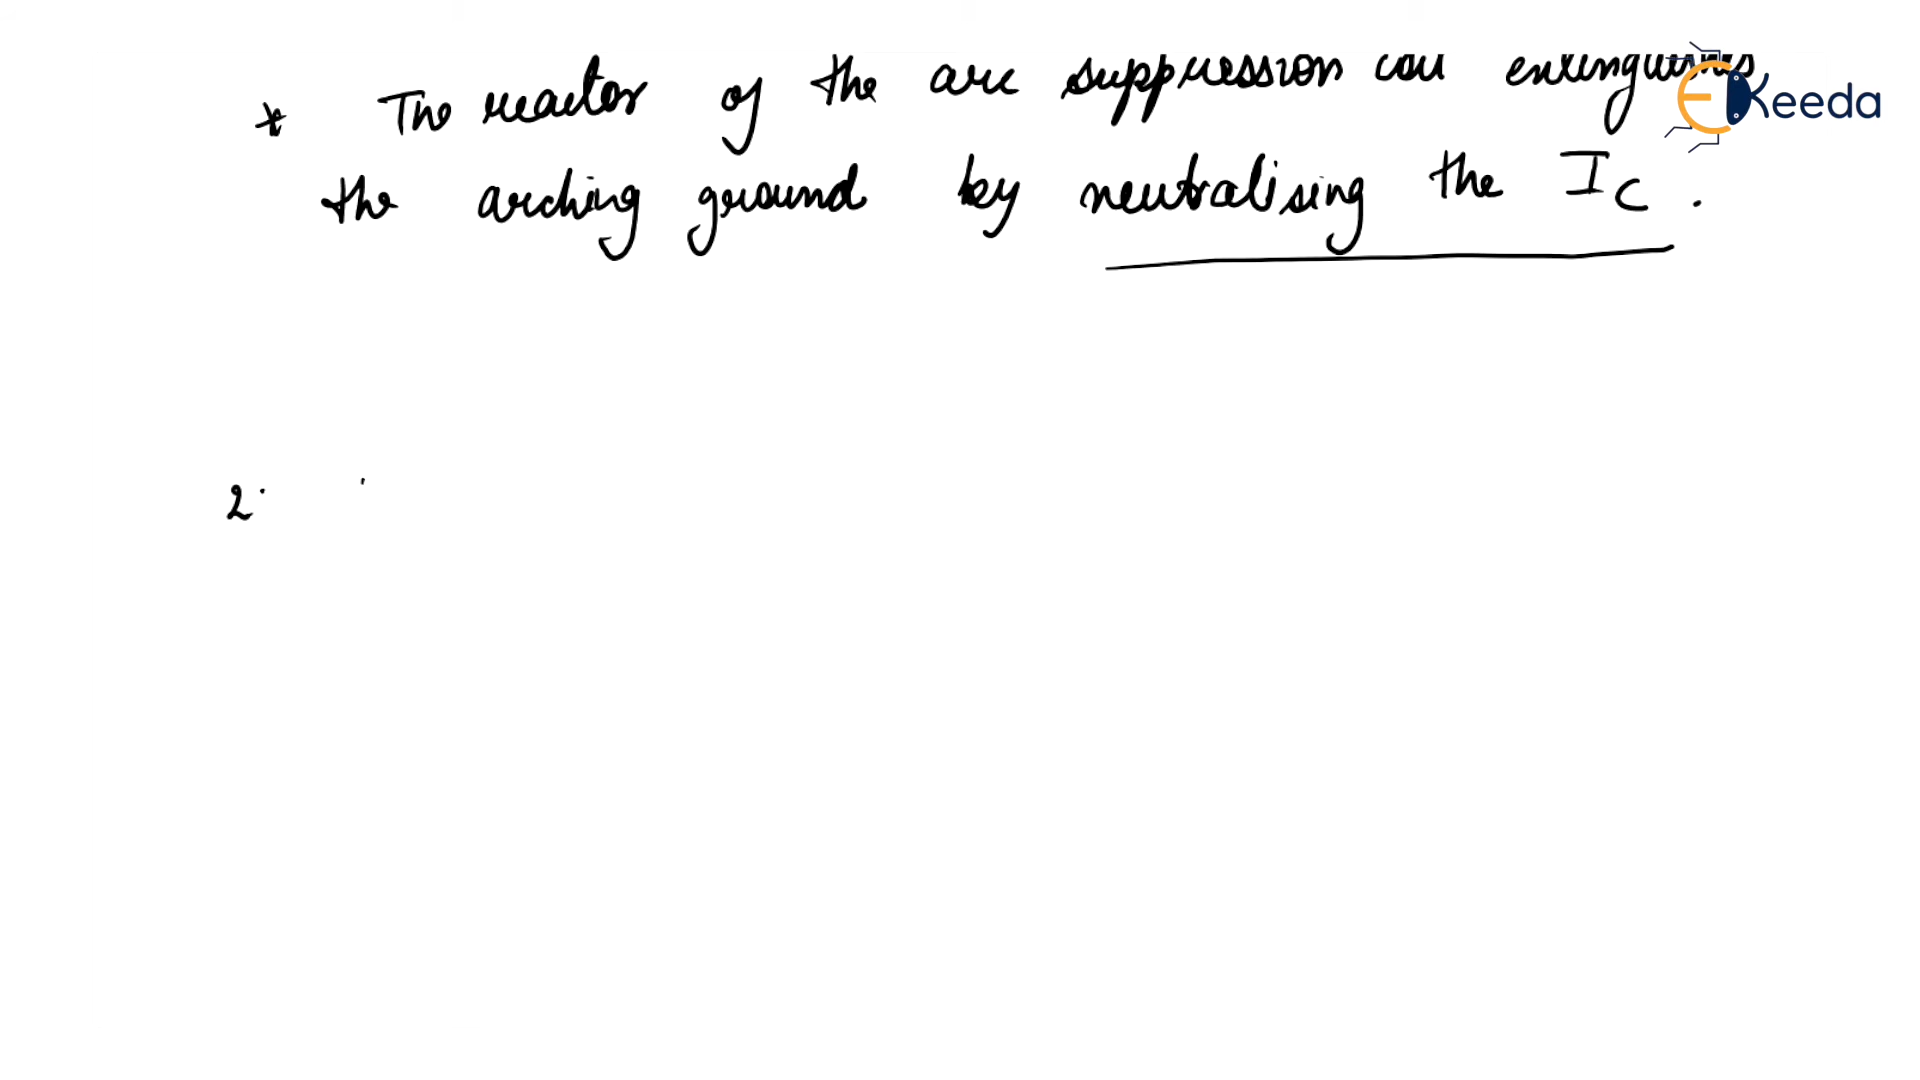 * The reactor of the arc suppression coil extinguishes
the arching ground by neutralising the IC .
EKeeda
2.